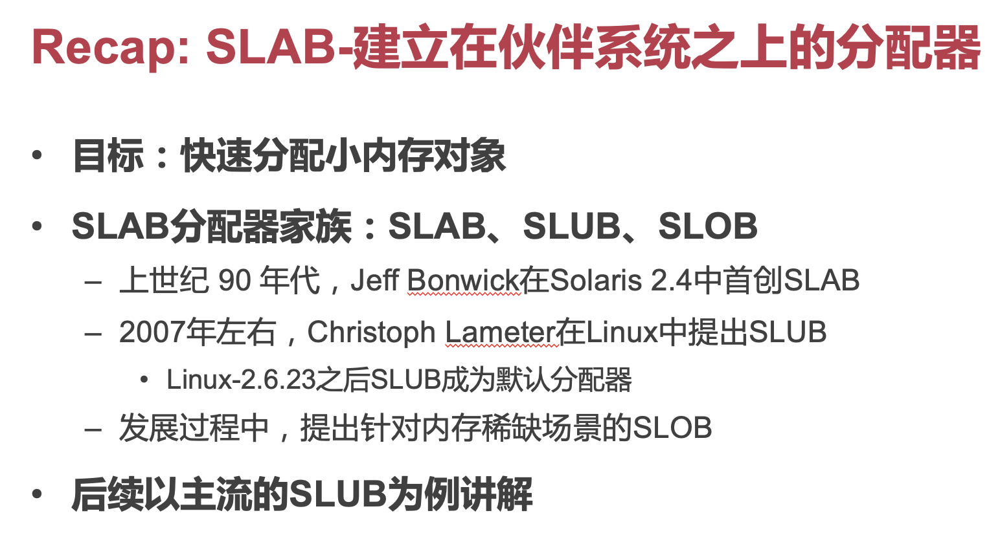 Recap: SLAB-建立在伙伴系统之上的分配器
• 目标：快速分配小内存对象
• SLAB分配器家族：SLAB、SLUB、SLOB
– 上世纪 90 年代，Jeff Bonwick在Solaris 2.4中首创SLAB
– 2007年左右，Christoph Lameter在Linux中提出SLUB
• Linux-2.6.23之后SLUB成为默认分配器
– 发展过程中，提出针对内存稀缺场景的SLOB
• 后续以主流的SLUB为例讲解